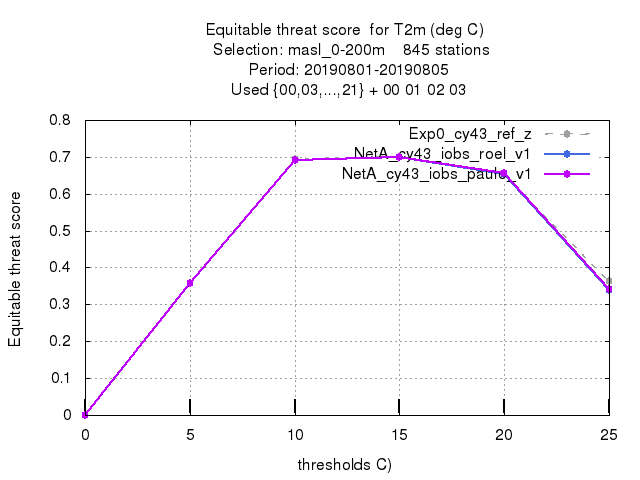 Equitable threat score for T2m (deg C)
Selection: masl_0-200m 845 stations
Period: 20190801-20190805
Used {00,03,...,21} + 00 01 02 03
Exp0_cy43_ref_z
NetA_cy43_iobs_roel_v1
NetA_cy43_iobs_paulo_v1
Equitable threat score
0.8
0.7
0.6
0.5
0.4
0.3
0.2
0.1
0
0 5 10 15 20 25
thresholds C)